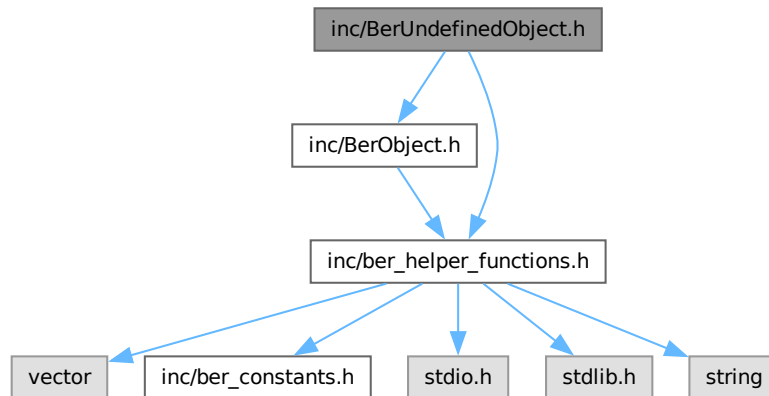 inc/BerUndefinedObject.h
inc/BerObject.h
inc/ber_helper_functions.h
vector
inc/ber_constants.h
stdio.h
stdlib.h
string